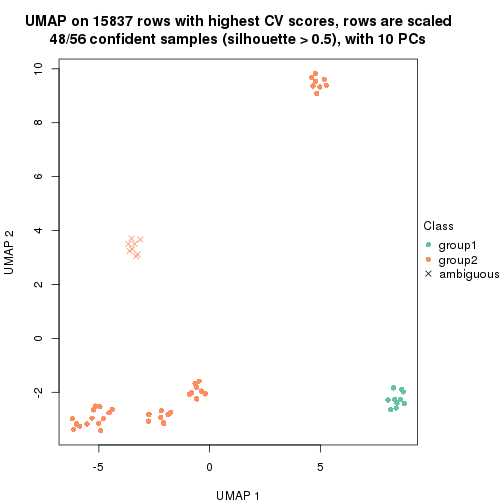 UMAP on 15837 rows with highest CV scores, rows are scaled
48/56 confident samples (silhouette > 0.5), with 10 PCs
10
8
6
4
2
0
-2
UMAP 2
-5
0
5
UMAP 1
Class
group1
group2
ambiguous